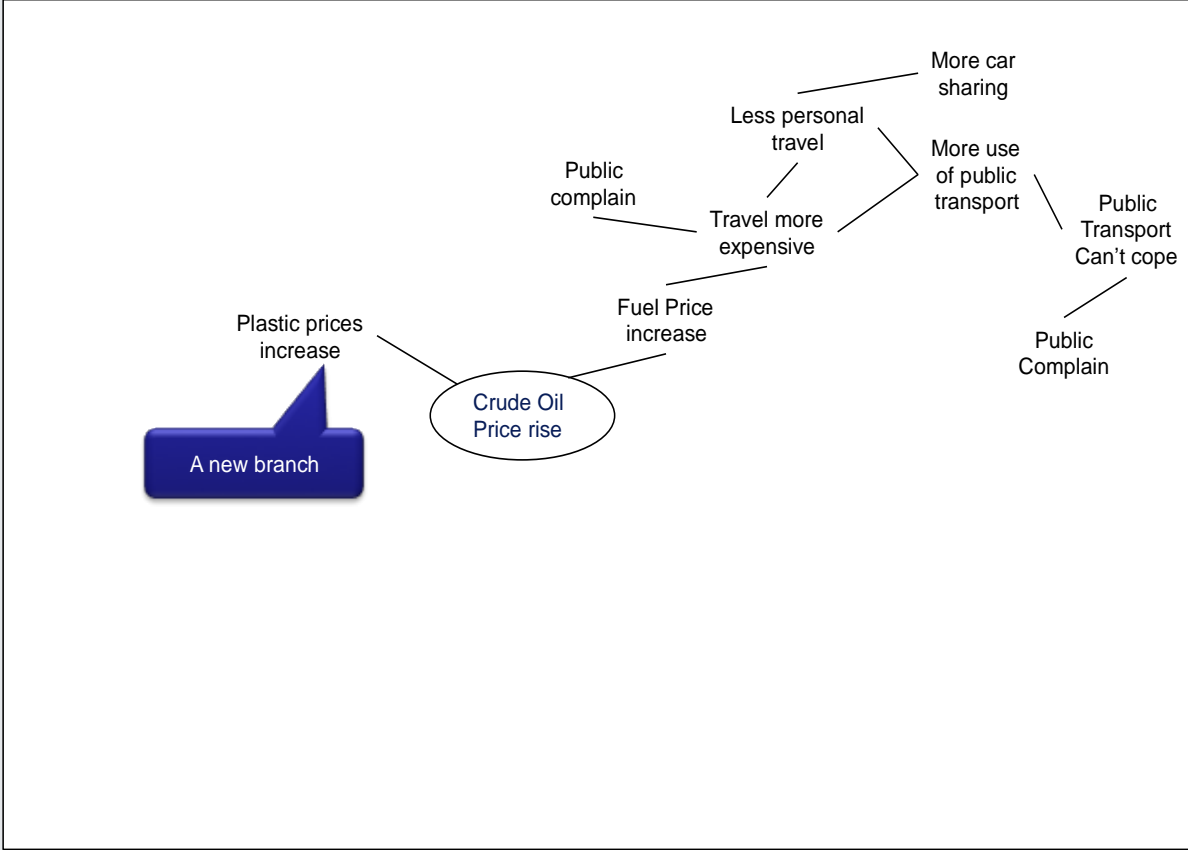 More car
sharing
Less personal
travel
More use
of public
transport
Public
complain
Public
Transport
Can't cope
Travel more
expensive
Fuel Price
increase
Plastic prices
increase
Public
Complain
Crude Oil
Price rise
A new branch